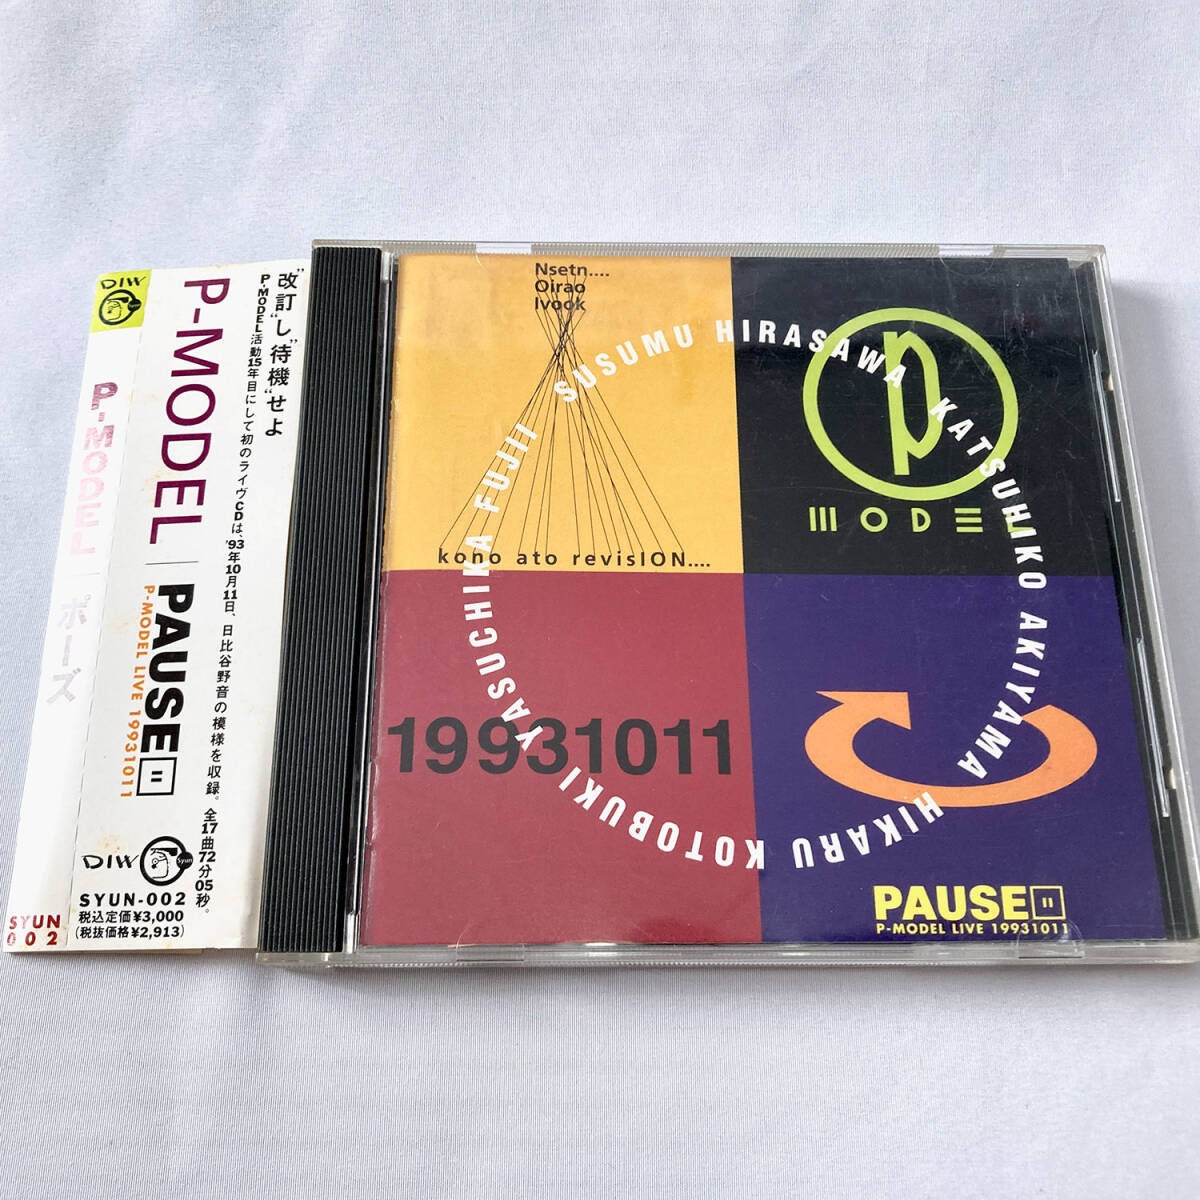 DIW
P-MODEL | ポーズ
SYUN
002
"改訂"し"待機"せよ
P-MODEL活動15年目にして初のライヴCDは、'93年10月11日、日比谷野音の模様を収録。全17曲72分05秒。
P-MODEL | PAUSE
P-MODEL LIVE 19931011
DIW
Syun
SYUN-002
税込定価¥3,000
(税抜価格¥2,913)
Nsetn....
Oirao
Ivook
kono ato revisION....
SUSUMU HIRASAWA
KATSUHIKO AKIYAMA
HIKARU KOTOBUKI
YASUCHIKA FUJII
P
MODEL
19931011
PAUSE
P-MODEL LIVE 19931011